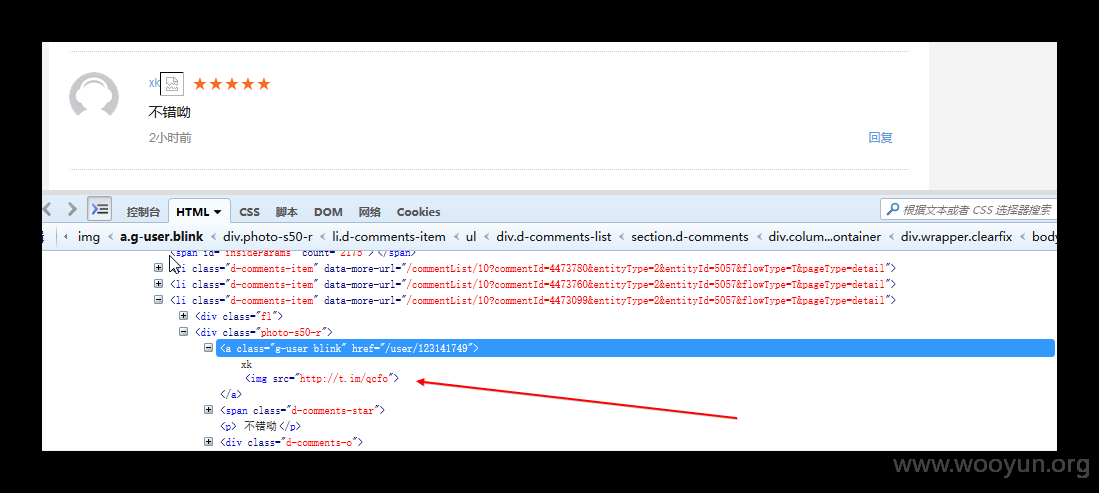 xk
不错呦
2小时前
回复
控制台 HTML CSS 脚本 DOM 网络 Cookies
根据文本或者 CSS 选择器搜索
img < a.g-user.blink < div.photo-s50-r < li.d-comments-item < ul < div.d-comments-list < section.d-comments < div.colum...ontainer < div.wrapper.clearfix < body
<span id="insideParams" count="2175"></span>
<li class="d-comments-item" data-more-url="/commentList/10?commentId=4473780&entityType=2&entityId=5057&flowType=T&pageType=detail">
<li class="d-comments-item" data-more-url="/commentList/10?commentId=4473760&entityType=2&entityId=5057&flowType=T&pageType=detail">
<li class="d-comments-item" data-more-url="/commentList/10?commentId=4473099&entityType=2&entityId=5057&flowType=T&pageType=detail">
<div class="fl">
<div class="photo-s50-r">
<a class="g-user blink" href="/user/123141749">
xk
<img src="http://t.im/qcfo">
</a>
<span class="d-comments-star">
<p> 不错呦</p>
<div class="d-comments-o">
www.wooyun.org